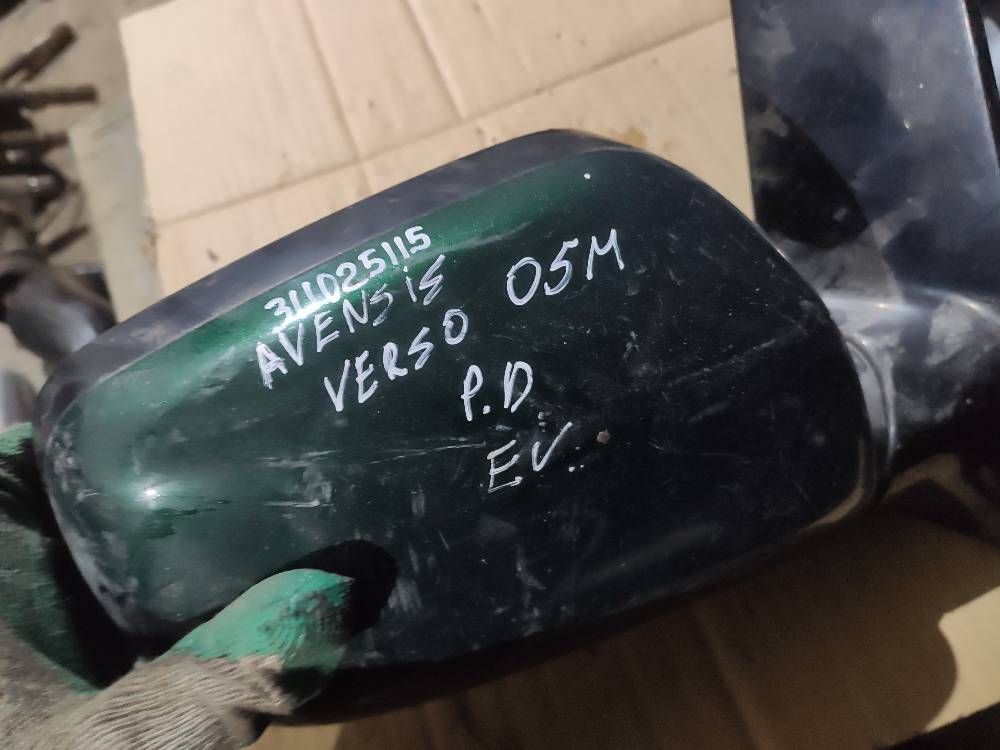 311025115
AVENSiS
VERSO 05M
P.D.
E.V.